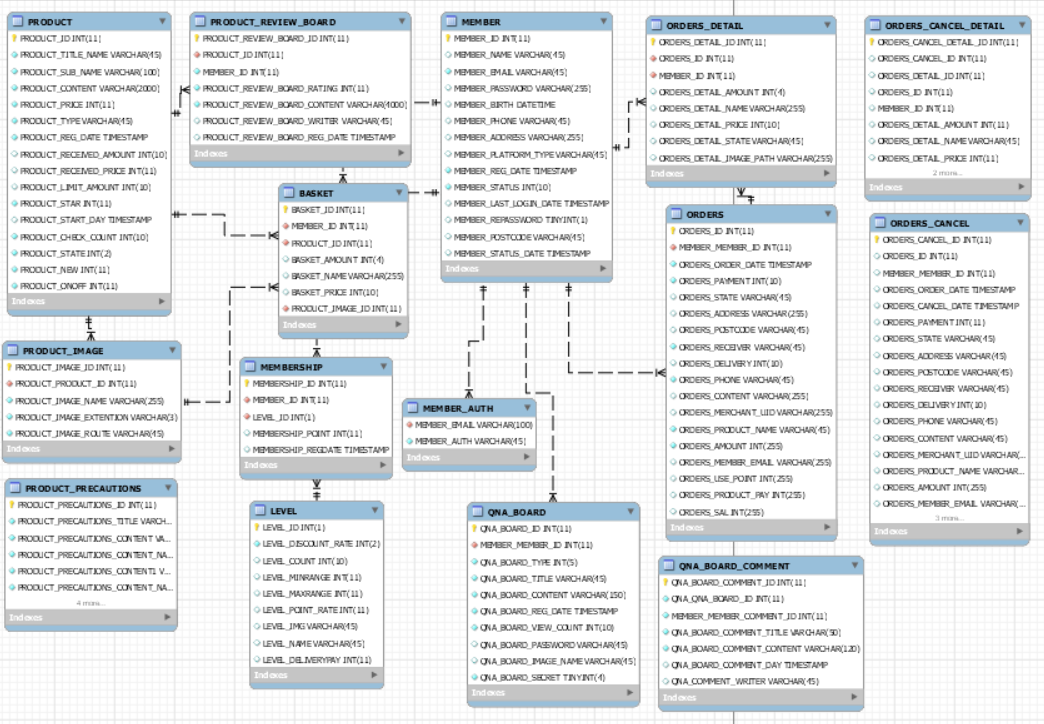 PRODUCT
PRODUCT_ID INT(11)
PRODUCT_TITLE_NAME VARCHAR(45)
PRODUCT_SUB_NAME VARCHAR(100)
PRODUCT_CONTENT VARCHAR(2000)
PRODUCT_PRICE INT(11)
PRODUCT_TYPE VARCHAR(45)
PRODUCT_REG_DATE TIMESTAMP
PRODUCT_RECEIVED_AMOUNT INT(10)
PRODUCT_RECEIVED_PRICE INT(11)
PRODUCT_LIMIT_AMOUNT INT(10)
PRODUCT_STAR INT(11)
PRODUCT_START_DAY TIMESTAMP
PRODUCT_CHECK_COUNT INT(10)
PRODUCT_STATE INT(2)
PRODUCT_NEW INT(11)
PRODUCT_ONOFF INT(11)
Indexes
PRODUCT_REVIEW_BOARD
PRODUCT_REVIEW_BOARD_ID INT(11)
PRODUCT_ID INT(11)
MEMBER_ID INT(11)
PRODUCT_REVIEW_BOARD_RATING INT(11)
PRODUCT_REVIEW_BOARD_CONTENT VARCHAR(4000)
PRODUCT_REVIEW_BOARD_WRITER VARCHAR(45)
PRODUCT_REVIEW_BOARD_REG_DATE TIMESTAMP
Indexes
MEMBER
MEMBER_ID INT(11)
MEMBER_NAME VARCHAR(45)
MEMBER_EMAIL VARCHAR(45)
MEMBER_PASSWORD VARCHAR(255)
MEMBER_BIRTH DATETIME
MEMBER_PHONE VARCHAR(45)
MEMBER_ADDRESS VARCHAR(255)
MEMBER_PLATFORM_TYPE VARCHAR(45)
MEMBER_REG_DATE TIMESTAMP
MEMBER_STATUS INT(10)
MEMBER_LAST_LOGIN_DATE TIMESTAMP
MEMBER_REPASSWORD TINYINT(1)
MEMBER_POSTCODE VARCHAR(45)
MEMBER_STATUS_DATE TIMESTAMP
Indexes
ORDERS_DETAIL
ORDERS_DETAIL_ID INT(11)
ORDERS_ID INT(11)
MEMBER_ID INT(11)
ORDERS_DETAIL_AMOUNT INT(4)
ORDERS_DETAIL_NAME VARCHAR(255)
ORDERS_DETAIL_PRICE INT(10)
ORDERS_DETAIL_STATE VARCHAR(45)
ORDERS_DETAIL_IMAGE_PATH VARCHAR(255)
Indexes
ORDERS_CANCEL_DETAIL
ORDERS_CANCEL_DETAIL_ID INT(11)
ORDERS_CANCEL_ID INT(11)
ORDERS_DETAIL_ID INT(11)
ORDERS_ID INT(11)
MEMBER_ID INT(11)
ORDERS_DETAIL_AMOUNT INT(11)
ORDERS_DETAIL_NAME VARCHAR(45)
ORDERS_DETAIL_PRICE INT(11)
2 more...
Indexes
BASKET
BASKET_ID INT(11)
MEMBER_ID INT(11)
PRODUCT_ID INT(11)
BASKET_AMOUNT INT(4)
BASKET_NAME VARCHAR(255)
BASKET_PRICE INT(10)
PRODUCT_IMAGE_ID INT(11)
Indexes
ORDERS
ORDERS_ID INT(11)
MEMBER_MEMBER_ID INT(11)
ORDERS_ORDER_DATE TIMESTAMP
ORDERS_PAYMENT INT(10)
ORDERS_STATE VARCHAR(45)
ORDERS_ADDRESS VARCHAR(255)
ORDERS_POSTCODE VARCHAR(45)
ORDERS_RECEIVER VARCHAR(45)
ORDERS_DELIVERY INT(10)
ORDERS_PHONE VARCHAR(45)
ORDERS_CONTENT VARCHAR(255)
ORDERS_MERCHANT_UID VARCHAR(255)
ORDERS_PRODUCT_NAME VARCHAR(45)
ORDERS_AMOUNT INT(255)
ORDERS_MEMBER_EMAIL VARCHAR(255)
ORDERS_USE_POINT INT(255)
ORDERS_PRODUCT_PAY INT(255)
ORDERS_SAL INT(255)
Indexes
ORDERS_CANCEL
ORDERS_CANCEL_ID INT(11)
ORDERS_ID INT(11)
MEMBER_MEMBER_ID INT(11)
ORDERS_ORDER_DATE TIMESTAMP
ORDERS_CANCEL_DATE TIMESTAMP
ORDERS_PAYMENT INT(11)
ORDERS_STATE VARCHAR(45)
ORDERS_ADDRESS VARCHAR(45)
ORDERS_POSTCODE VARCHAR(45)
ORDERS_RECEIVER VARCHAR(45)
ORDERS_DELIVERY INT(10)
ORDERS_PHONE VARCHAR(45)
ORDERS_CONTENT VARCHAR(45)
ORDERS_MERCHANT_UID VARCHAR(...
ORDERS_PRODUCT_NAME VARCHAR...
ORDERS_AMOUNT INT(255)
ORDERS_MEMBER_EMAIL VARCHAR(...
3 more...
Indexes
PRODUCT_IMAGE
PRODUCT_IMAGE_ID INT(11)
PRODUCT_PRODUCT_ID INT(11)
PRODUCT_IMAGE_NAME VARCHAR(255)
PRODUCT_IMAGE_EXTENTION VARCHAR(3)
PRODUCT_IMAGE_ROUTE VARCHAR(45)
Indexes
MEMBERSHIP
MEMBERSHIP_ID INT(11)
MEMBER_ID INT(11)
LEVEL_ID INT(1)
MEMBERSHIP_POINT INT(11)
MEMBERSHIP_REGDATE TIMESTAMP
Indexes
MEMBER_AUTH
MEMBER_EMAIL VARCHAR(100)
MEMBER_AUTH VARCHAR(45)
Indexes
PRODUCT_PRECAUTIONS
PRODUCT_PRECAUTIONS_ID INT(11)
PRODUCT_PRECAUTIONS_TITLE VARCH...
PRODUCT_PRECAUTIONS_CONTENT VA...
PRODUCT_PRECAUTIONS_CONTENT_NA...
PRODUCT_PRECAUTIONS_CONTENT1 V...
PRODUCT_PRECAUTIONS_CONTENT_NA...
4 more...
Indexes
LEVEL
LEVEL_ID INT(1)
LEVEL_DISCOUNT_RATE INT(2)
LEVEL_COUNT INT(10)
LEVEL_MINRANGE INT(11)
LEVEL_MAXRANGE INT(11)
LEVEL_POINT_RATE INT(11)
LEVEL_IMG VARCHAR(45)
LEVEL_NAME VARCHAR(45)
LEVEL_DELIVERYPAY INT(11)
Indexes
QNA_BOARD
QNA_BOARD_ID INT(11)
MEMBER_MEMBER_ID INT(11)
QNA_BOARD_TYPE INT(5)
QNA_BOARD_TITLE VARCHAR(45)
QNA_BOARD_CONTENT VARCHAR(150)
QNA_BOARD_REG_DATE TIMESTAMP
QNA_BOARD_VIEW_COUNT INT(10)
QNA_BOARD_PASSWORD VARCHAR(45)
QNA_BOARD_IMAGE_NAME VARCHAR(45)
QNA_BOARD_SECRET TINYINT(4)
Indexes
QNA_BOARD_COMMENT
QNA_BOARD_COMMENT_ID INT(11)
QNA_QNA_BOARD_ID INT(11)
MEMBER_MEMBER_COMMENT_ID INT(11)
QNA_BOARD_COMMENT_TITLE VARCHAR(50)
QNA_BOARD_COMMENT_CONTENT VARCHAR(120)
QNA_BOARD_COMMENT_DAY TIMESTAMP
QNA_COMMENT_WRITER VARCHAR(45)
Indexes